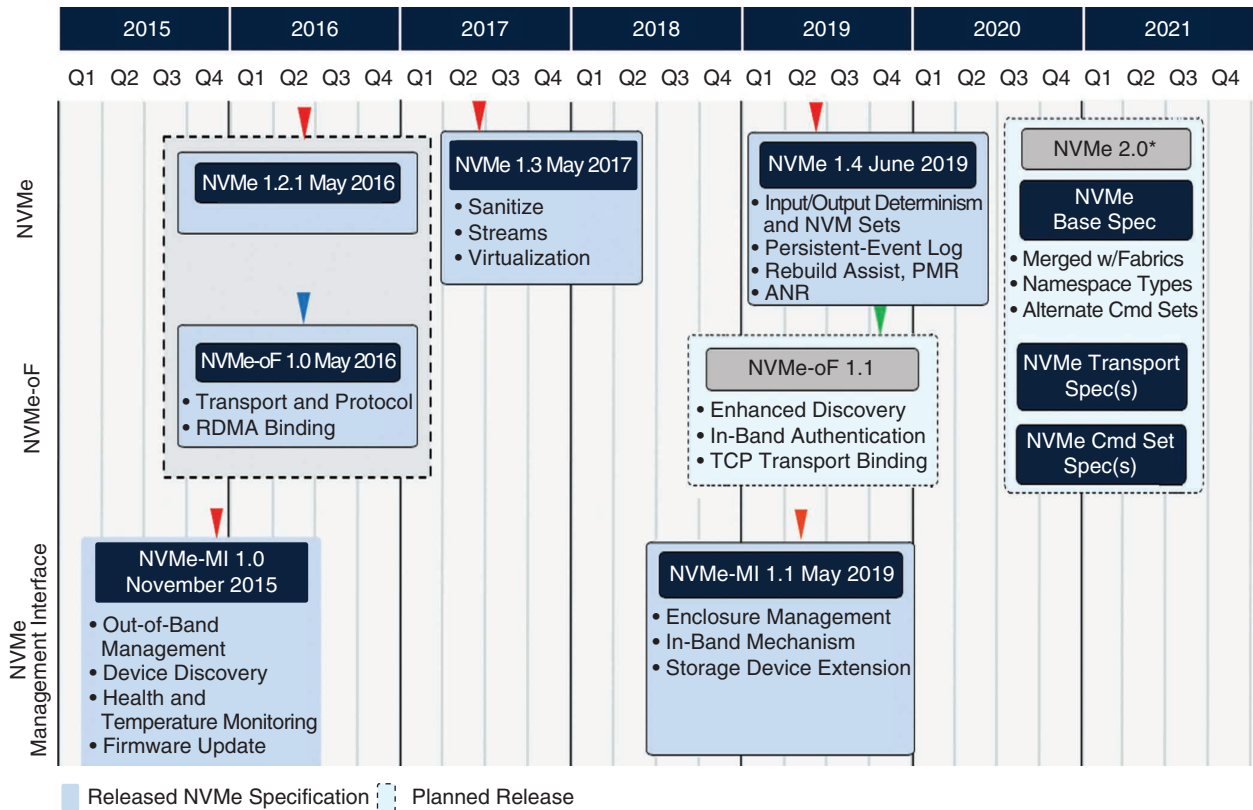 2015 2016 2017 2018 2019 2020 2021
Q1 Q2 Q3 Q4 Q1 Q2 Q3 Q4 Q1 Q2 Q3 Q4 Q1 Q2 Q3 Q4 Q1 Q2 Q3 Q4 Q1 Q2 Q3 Q4 Q1 Q2 Q3 Q4
NVMe
NVMe 1.2.1 May 2016
NVMe 1.3 May 2017
• Sanitize
• Streams
• Virtualization
NVMe 1.4 June 2019
• Input/Output Determinism
and NVM Sets
• Persistent-Event Log
• Rebuild Assist, PMR
• ANR
NVMe 2.0*
NVMe
Base Spec
• Merged w/Fabrics
• Namespace Types
• Alternate Cmd Sets
NVMe Transport
Spec(s)
NVMe Cmd Set
Spec(s)
NVMe-oF
NVMe-oF 1.0 May 2016
• Transport and Protocol
• RDMA Binding
NVMe-oF 1.1
• Enhanced Discovery
• In-Band Authentication
• TCP Transport Binding
NVMe
Management Interface
NVMe-MI 1.0
November 2015
• Out-of-Band
Management
• Device Discovery
• Health and
Temperature Monitoring
• Firmware Update
NVMe-MI 1.1 May 2019
• Enclosure Management
• In-Band Mechanism
• Storage Device Extension
Released NVMe Specification
Planned Release